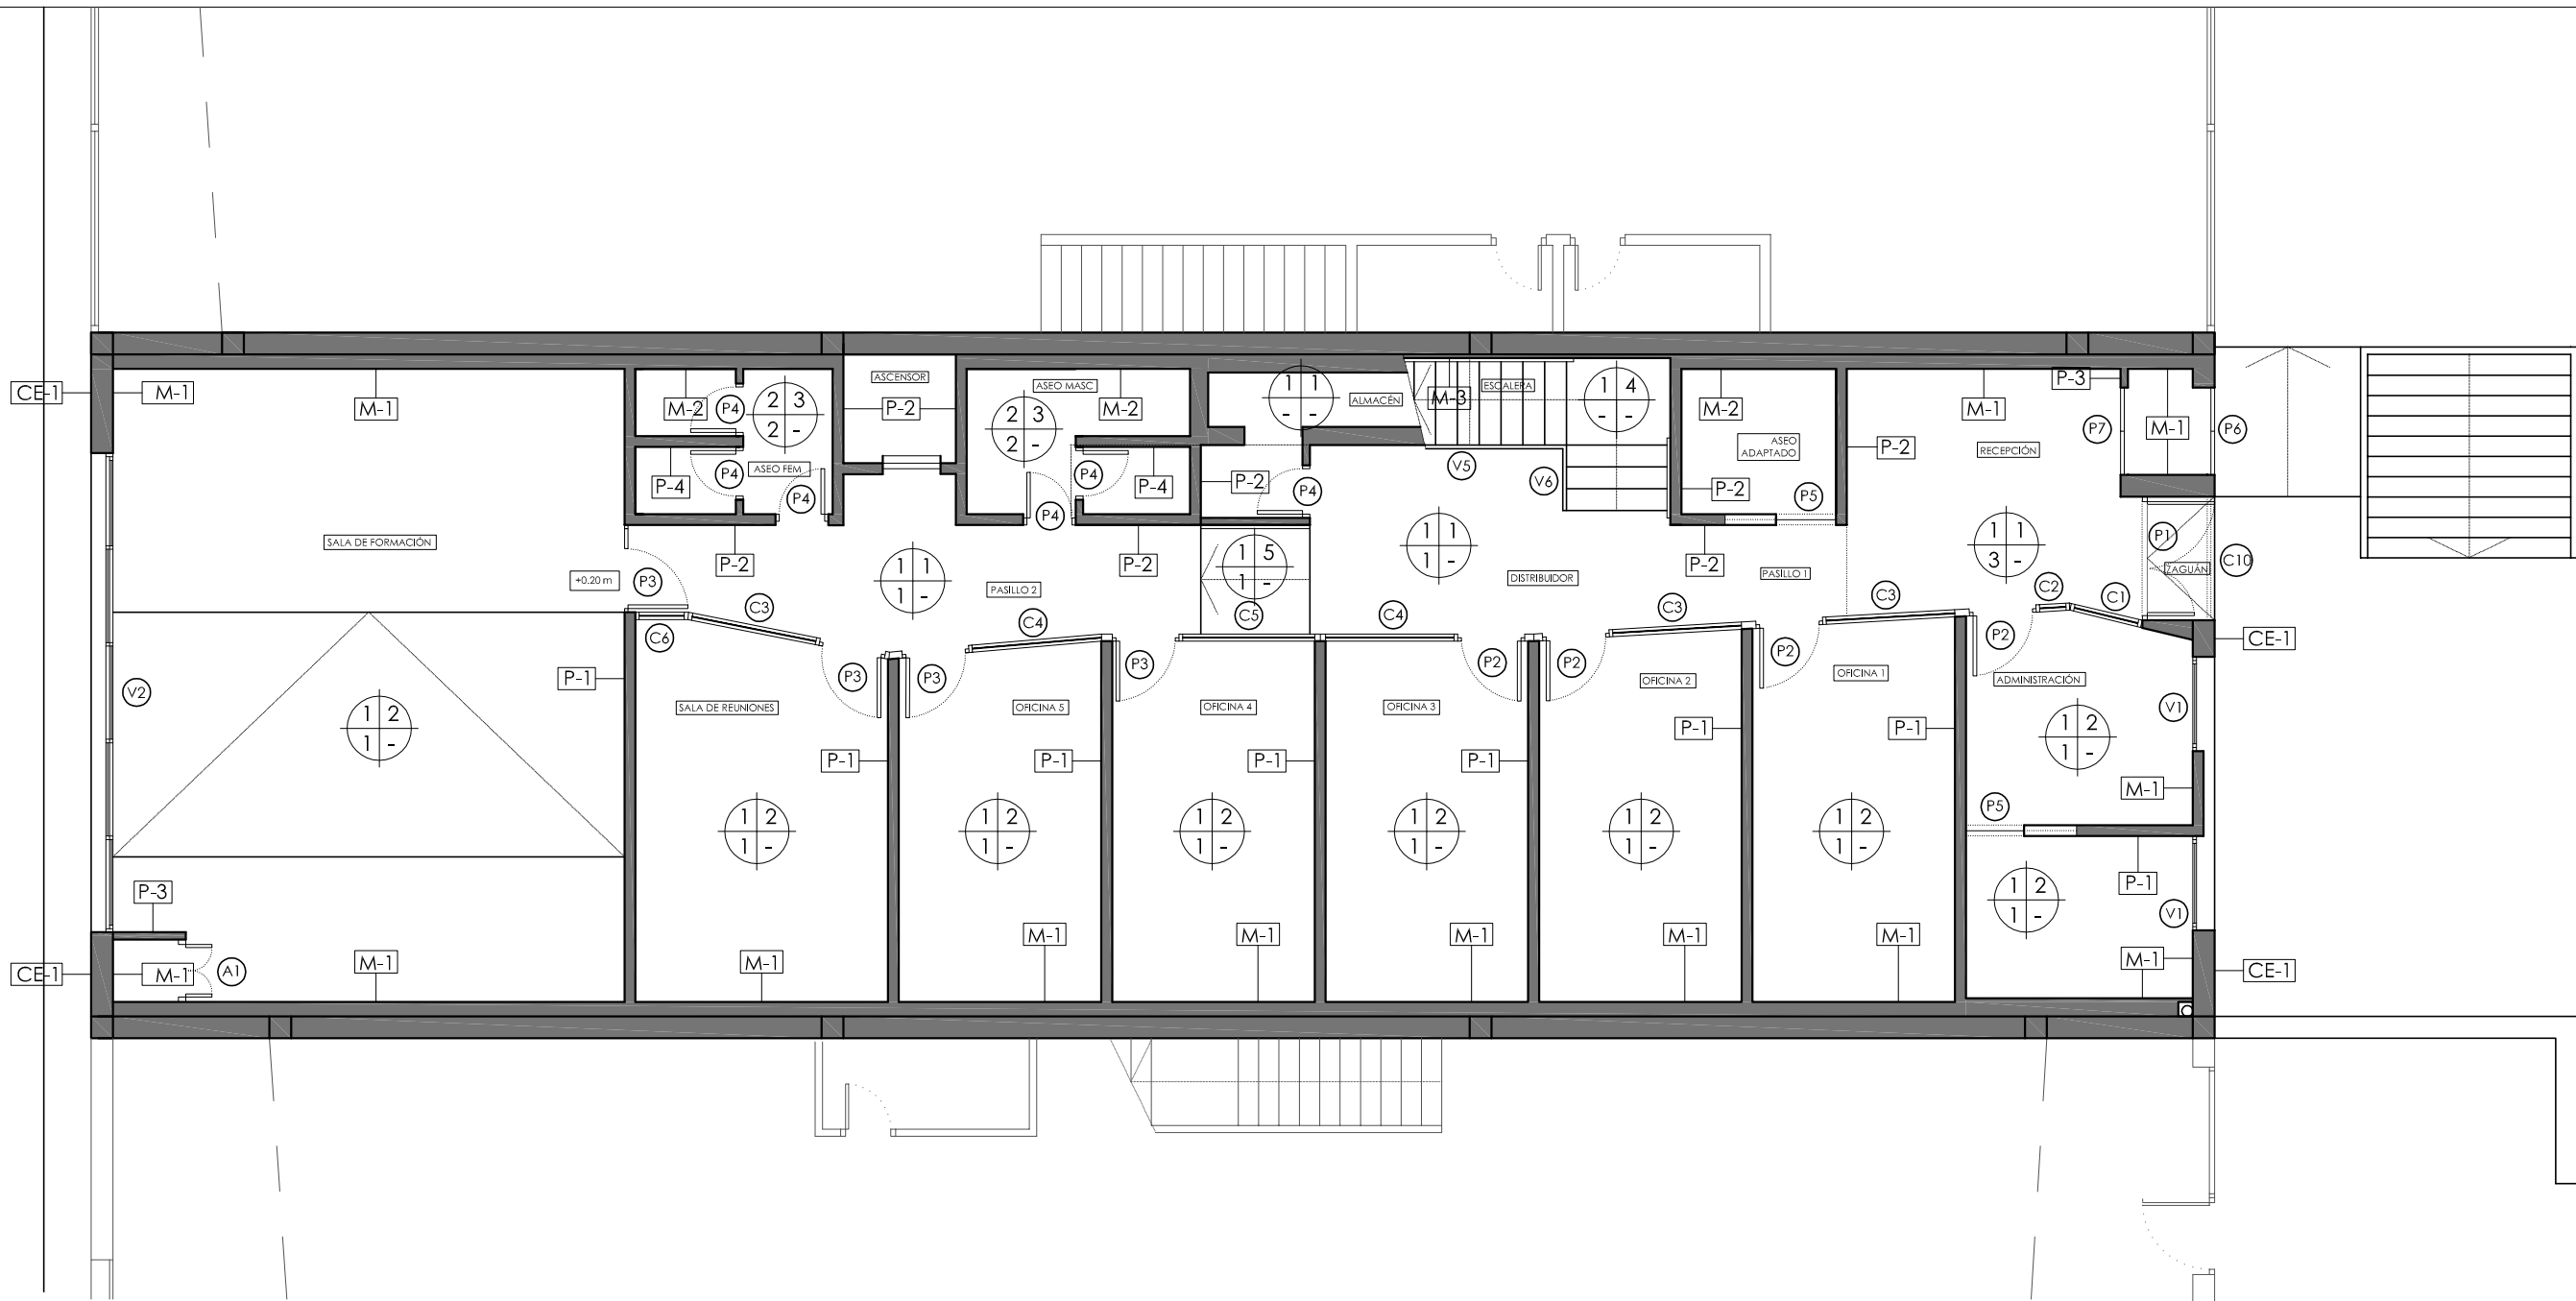 ASCENSOR
CE-1
M-1
M-1
M-2
P4
2 3
2 -
P-2
ASEO MASC
M-2
2 3
2 -
1 1
- -
ALMACÉN
M-3
ESCALERA
1 4
- -
M-2
P-3
M-1
M-1
P7
P6
ASEO
ADAPTADO
P-2
RECEPCIÓN
P-4
P4
ASEO FEM
P4
P4
P-4
P4
P-2
P4
V5
V6
P-2
P5
SALA DE FORMACIÓN
+0.20 m
P3
P-2
1 1
1 -
PASILLO 2
P-2
1 5
1 -
1 1
1 -
DISTRIBUIDOR
P-2
PASILLO 1
1 1
3 -
P1
ZAGUÁN
C10
C6
C3
C4
C5
C4
C3
C3
C2
C1
CE-1
V2
P-1
P3
P3
P3
P2
P2
P2
P2
SALA DE REUNIONES
OFICINA 5
OFICINA 4
OFICINA 3
OFICINA 2
OFICINA 1
ADMINISTRACIÓN
V1
1 2
1 -
P-1
P-1
P-1
P-1
P-1
P-1
1 2
1 -
M-1
P5
1 2
1 -
1 2
1 -
1 2
1 -
1 2
1 -
1 2
1 -
1 2
1 -
P-3
P-1
1 2
1 -
V1
CE-1
M-1
A1
M-1
M-1
M-1
M-1
M-1
M-1
M-1
M-1
CE-1